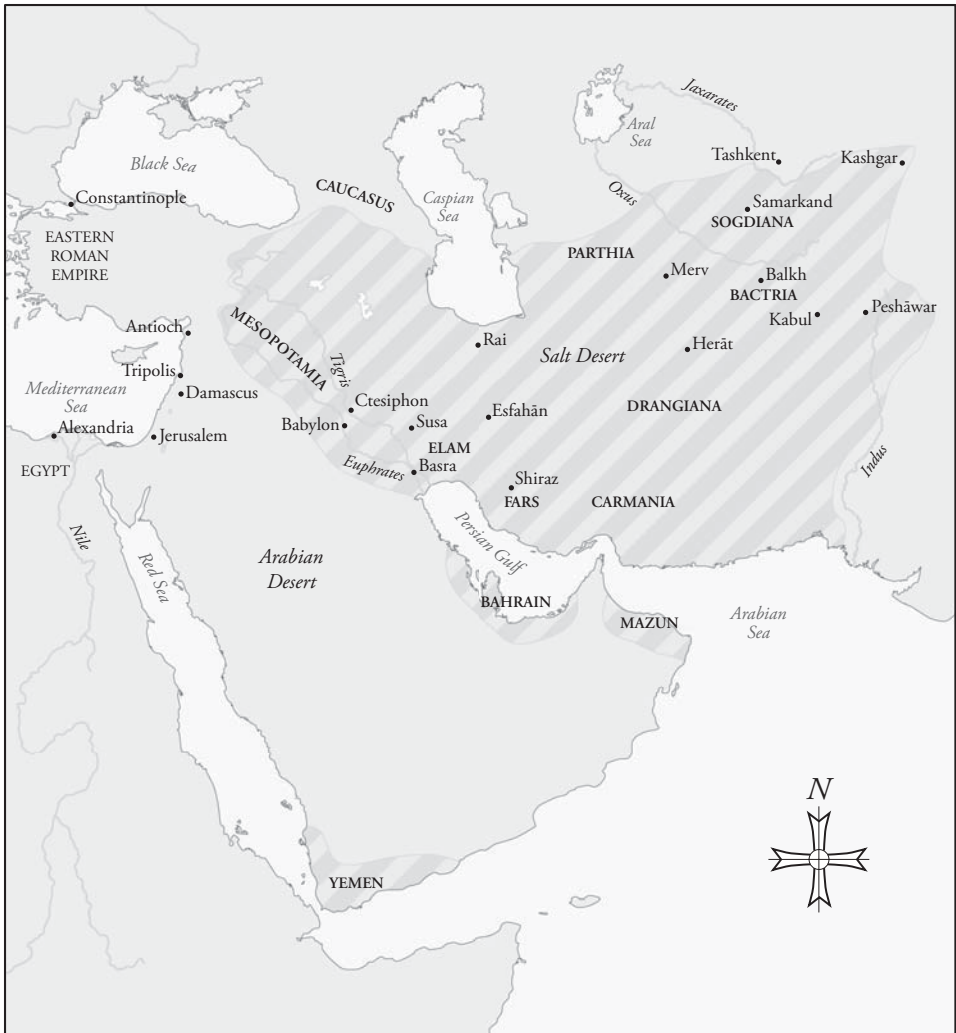 Jaxarates
Aral
Sea
Tashkent
Kashgar
Black Sea
Constantinople
CAUCASUS
Caspian
Sea
Oxus
Samarkand
SOGDIANA
EASTERN
ROMAN
EMPIRE
PARTHIA
Merv
Balkh
BACTRIA
Peshāwar
Kabul
Antioch
MESOPOTAMIA
Tigris
Rai
Salt Desert
Herāt
Tripolis
Mediterranean
Sea
Damascus
Ctesiphon
Babylon
Susa
Esfahān
DRANGIANA
Alexandria
Jerusalem
ELAM
EGYPT
Euphrates
Basra
Indus
Shiraz
FARS
CARMANIA
Nile
Red Sea
Arabian
Desert
Persian Gulf
BAHRAIN
MAZUN
Arabian
Sea
N
YEMEN